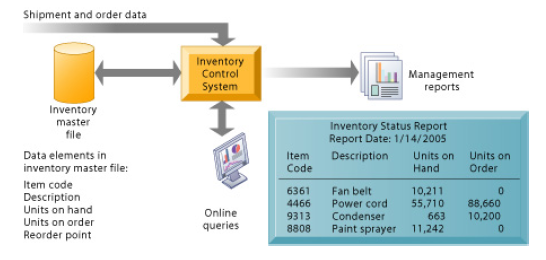 Shipment and order data
Inventory
Control
System
Management
reports
Inventory
master
file
Data elements in
inventory master file:
Item code
Description
Units on hand
Units on order
Reorder point
Online
queries
Inventory Status Report
Report Date: 1/14/2005
Item Code Description Units on Hand Units on Order
6361 Fan belt 10,211 0
4466 Power cord 55,710 88,660
9313 Condenser 663 10,200
8808 Paint sprayer 11,242 0